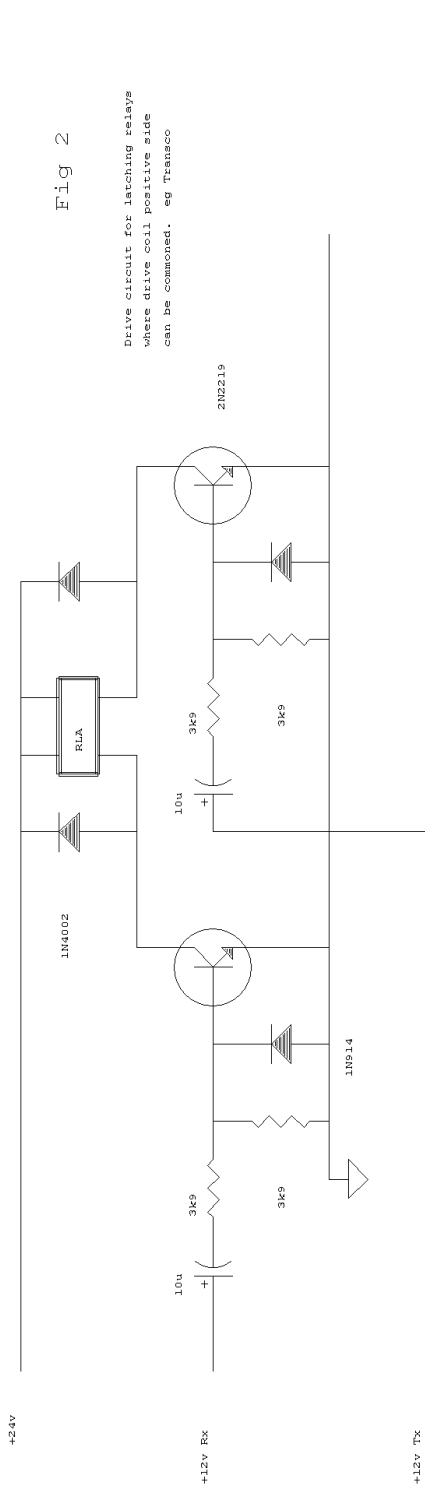 Fig 2
Drive circuit for latching relays
where drive coil positive side
can be commoned. eg Transco
2N2219
RLA
3k9
3k9
10u
+
1N4002
1N914
3k9
3k9
10u
+
+24v
+12v Rx
+12v Tx